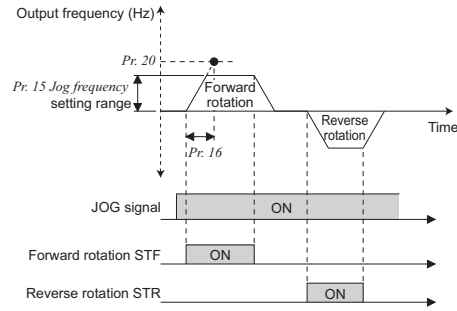 Output frequency (Hz)
Pr. 20
Pr. 15 Jog frequency
setting range
Forward
rotation
Reverse
rotation
Time
Pr. 16
JOG signal
ON
Forward rotation STF
ON
Reverse rotation STR
ON